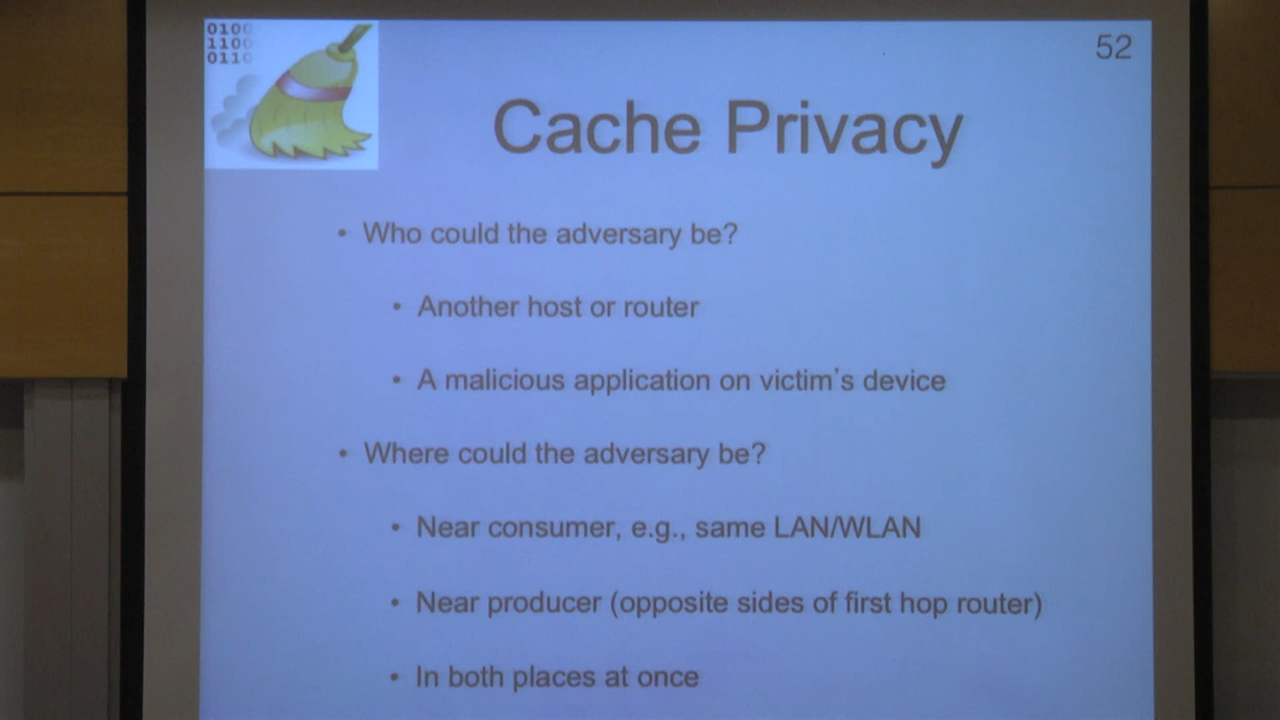 0100
1100
0110
52
Cache Privacy
• Who could the adversary be?
• Another host or router
• A malicious application on victim's device
• Where could the adversary be?
• Near consumer, e.g., same LAN/WLAN
• Near producer (opposite sides of first hop router)
• In both places at once